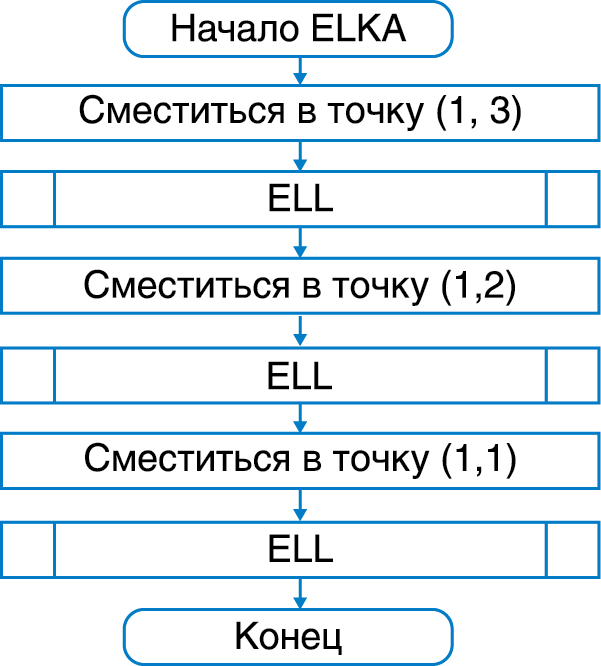 Начало ELKA
Сместиться в точку (1, 3)
ELL
Сместиться в точку (1,2)
ELL
Сместиться в точку (1,1)
ELL
Конец